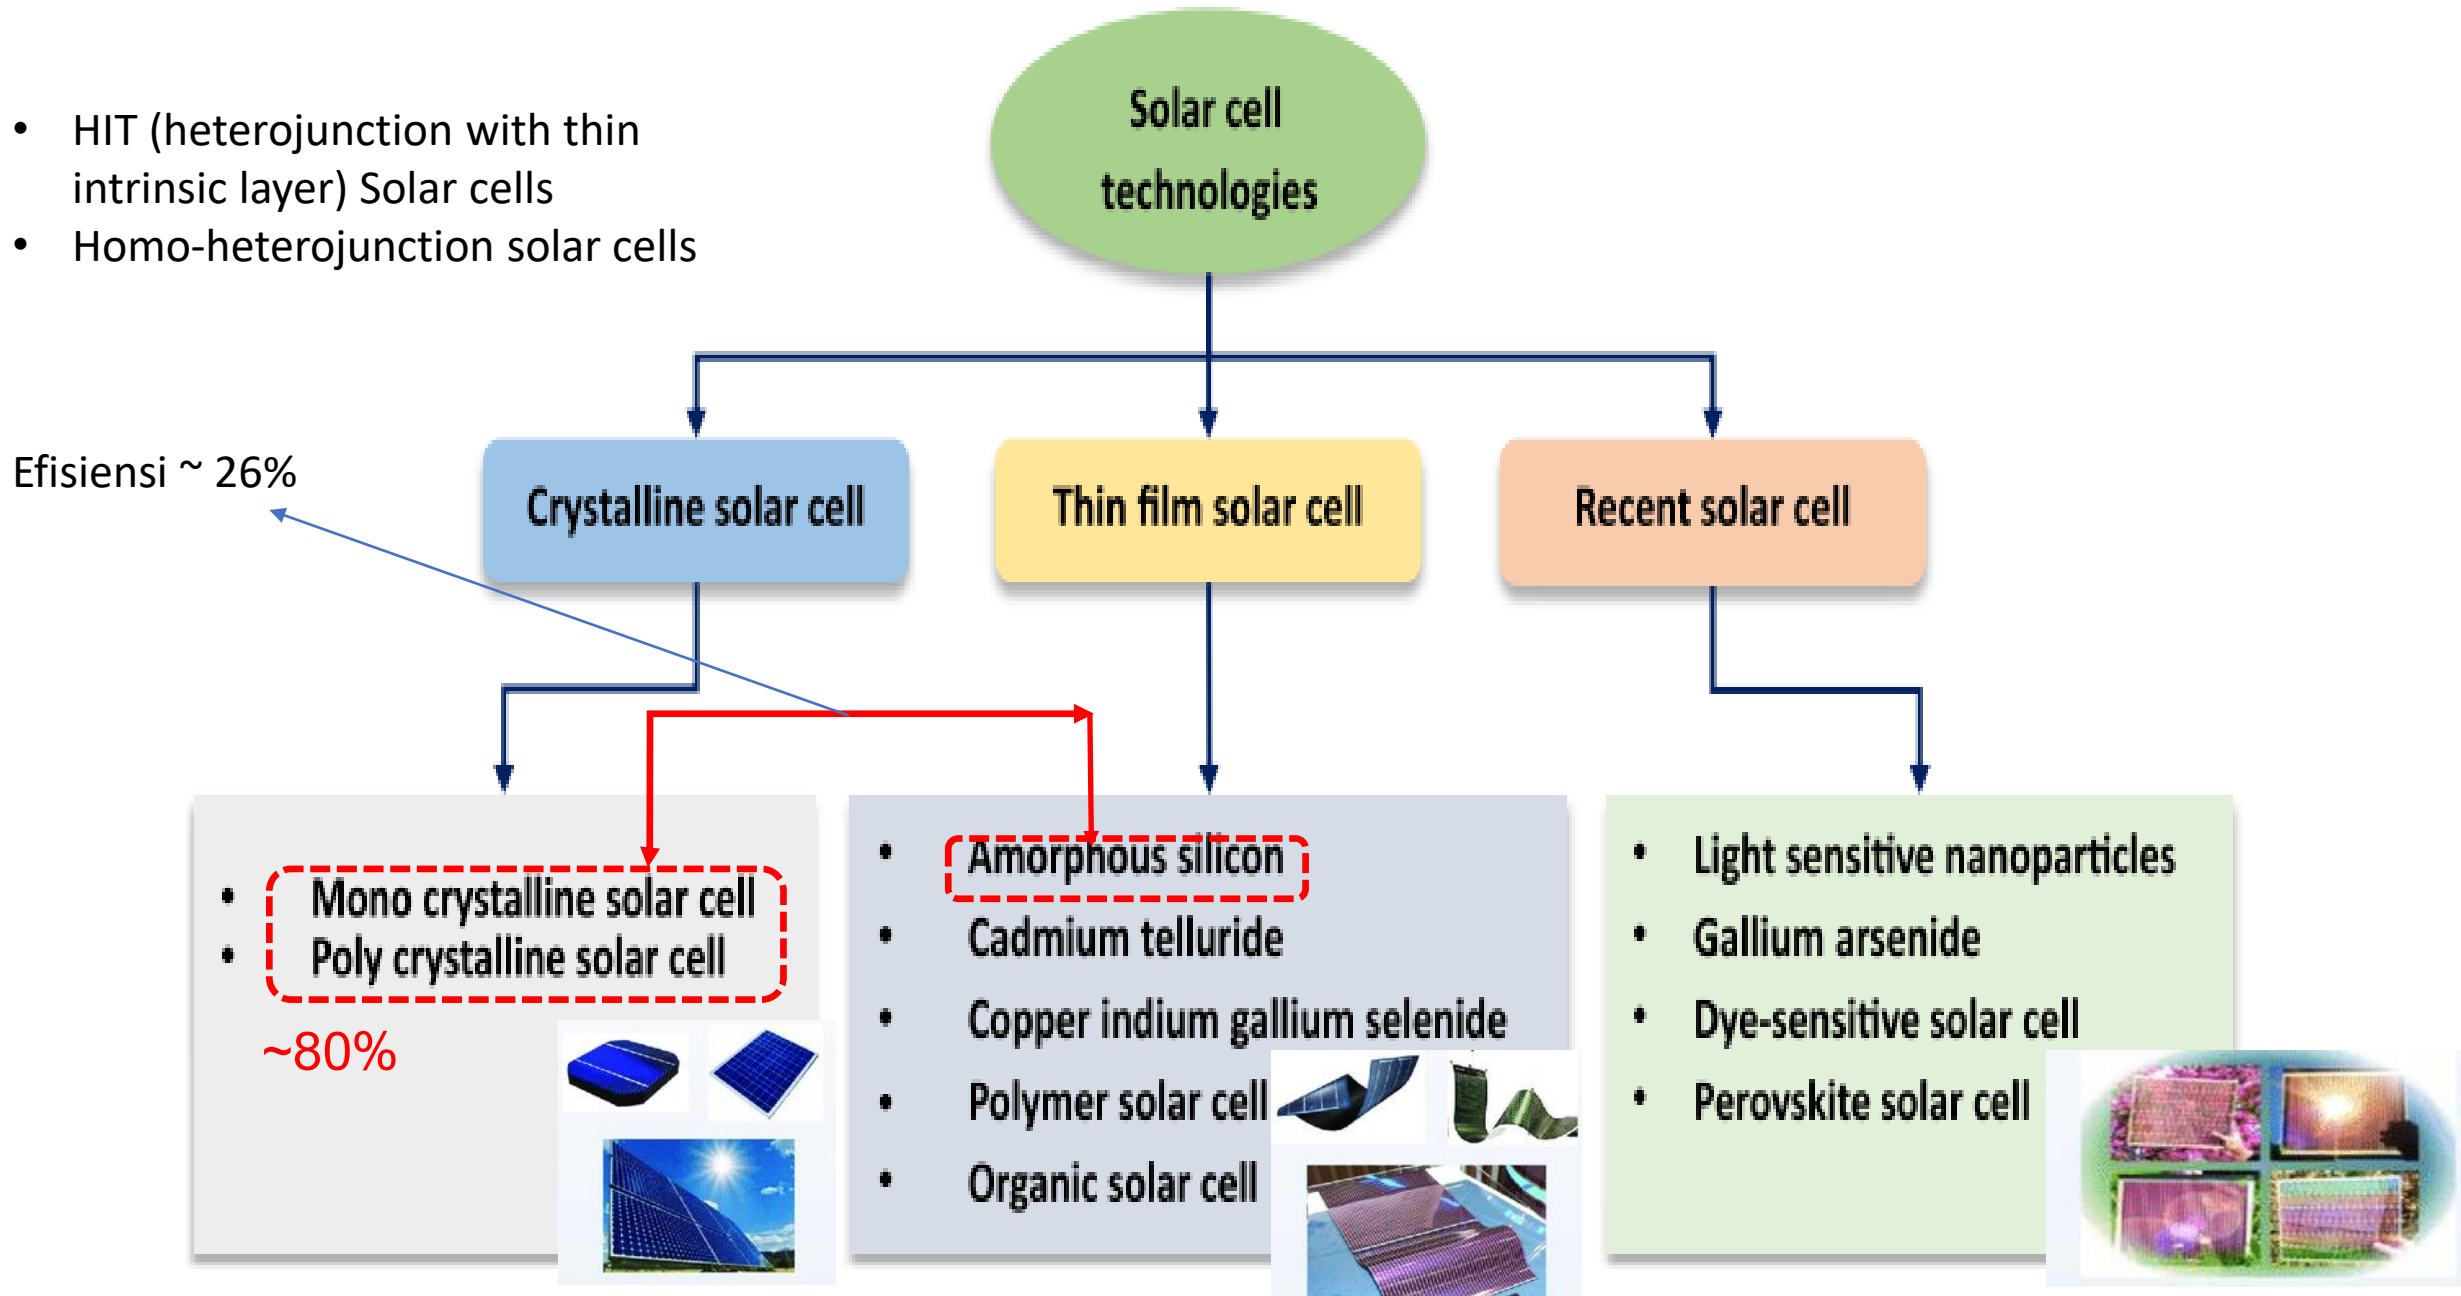 • HIT (heterojunction with thin
intrinsic layer) Solar cells
• Homo-heterojunction solar cells
Solar cell
technologies
Efisiensi ~ 26%
Crystalline solar cell
Thin film solar cell
Recent solar cell
• Mono crystalline solar cell
• Poly crystalline solar cell
~80%
• Amorphous silicon
• Cadmium telluride
• Copper indium gallium selenide
• Polymer solar cell
• Organic solar cell
• Light sensitive nanoparticles
• Gallium arsenide
• Dye-sensitive solar cell
• Perovskite solar cell